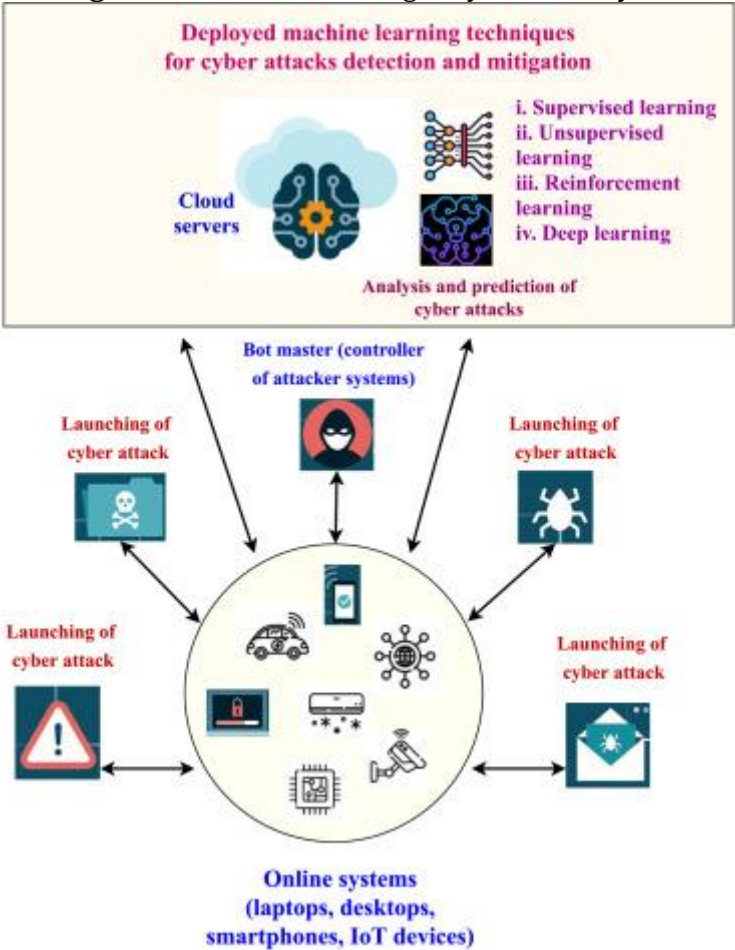 Deployed machine learning techniques
for cyber attacks detection and mitigation
i. Supervised learning
ii. Unsupervised
learning
iii. Reinforcement
learning
iv. Deep learning
Cloud
servers
Analysis and prediction of
cyber attacks
Bot master (controller
of attacker systems)
Launching of
cyber attack
Launching of
cyber attack
Launching of
cyber attack
Launching of
cyber attack
Online systems
(laptops, desktops,
smartphones, IoT devices)